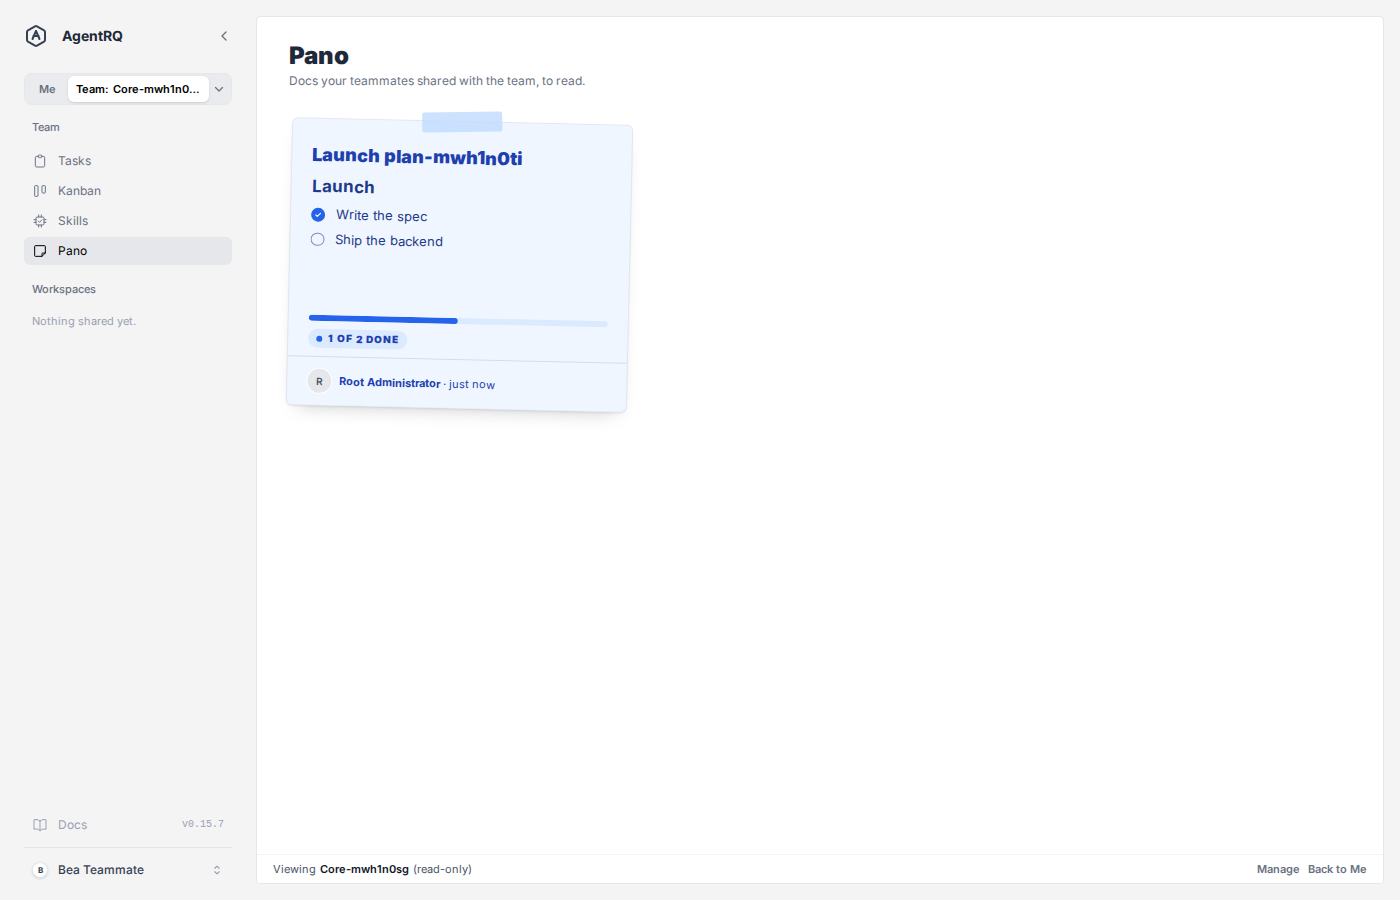 AgentRQ
Me
Team: Core-mwh1n0...
Team
Tasks
Kanban
Skills
Pano
Workspaces
Nothing shared yet.
Docs
v0.15.7
B
Bea Teammate
Pano
Docs your teammates shared with the team, to read.
Launch plan-mwh1n0ti
Launch
Write the spec
Ship the backend
1 OF 2 DONE
R
Root Administrator · just now
Viewing Core-mwh1n0sg (read-only)
Manage
Back to Me